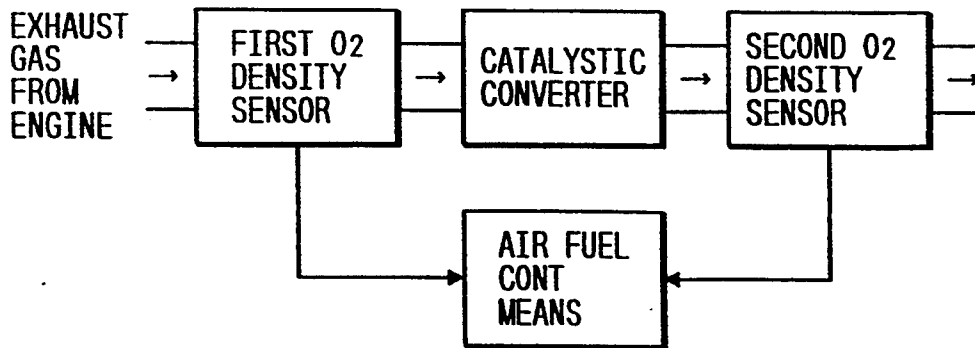 EXHAUST
GAS
FROM
ENGINE
FIRST O2
DENSITY
SENSOR
CATALYSTIC
CONVERTER
SECOND O2
DENSITY
SENSOR
AIR FUEL
CONT
MEANS